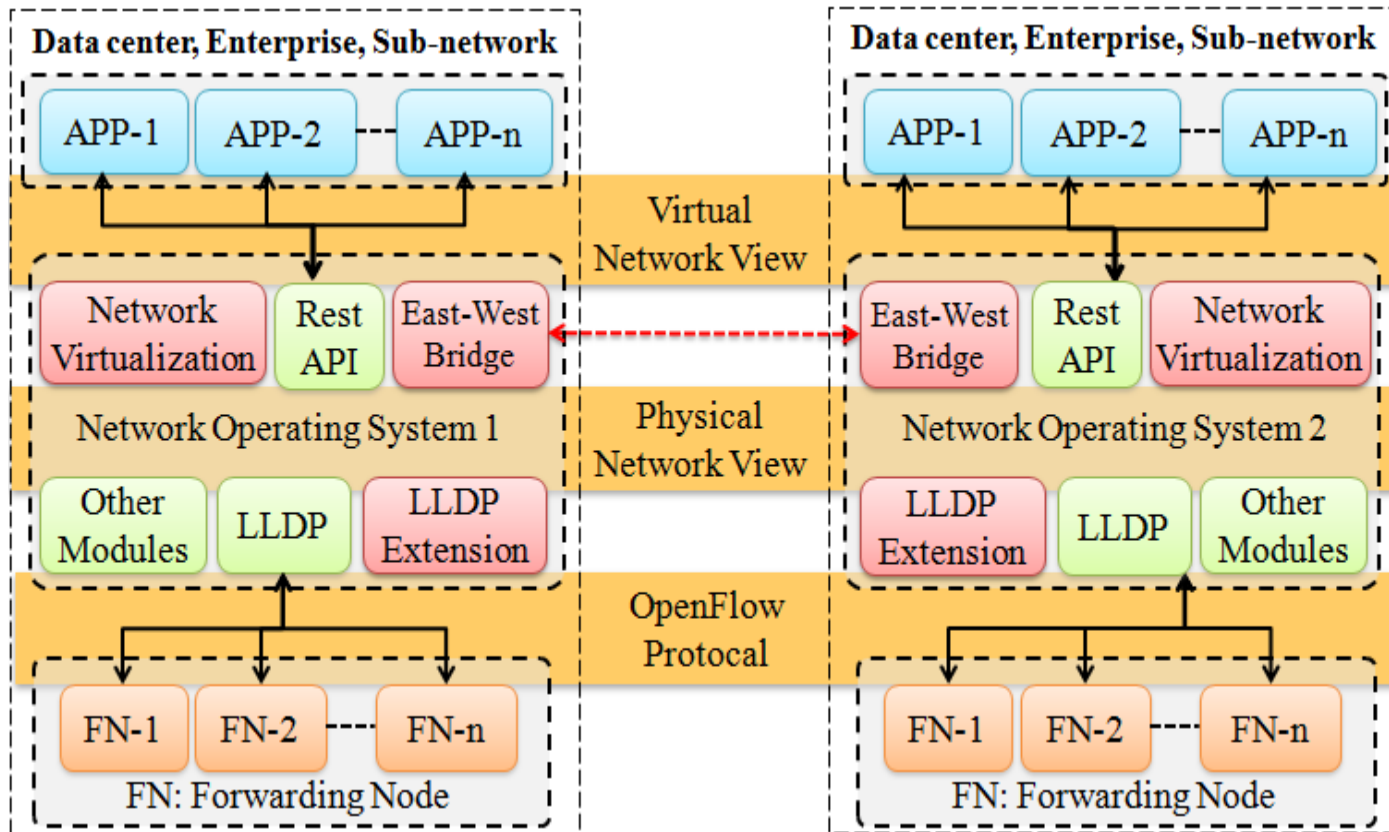 Data center, Enterprise, Sub-network
Data center, Enterprise, Sub-network
APP-1
APP-2
APP-n
APP-1
APP-2
APP-n
Virtual
Network View
Network
Virtualization
Rest
API
East-West
Bridge
East-West
Bridge
Rest
API
Network
Virtualization
Network Operating System 1
Physical
Network View
Network Operating System 2
Other
Modules
LLDP
LLDP
Extension
LLDP
Extension
LLDP
Other
Modules
OpenFlow
Protocal
FN-1
FN-2
FN-n
FN-1
FN-2
FN-n
FN: Forwarding Node
FN: Forwarding Node